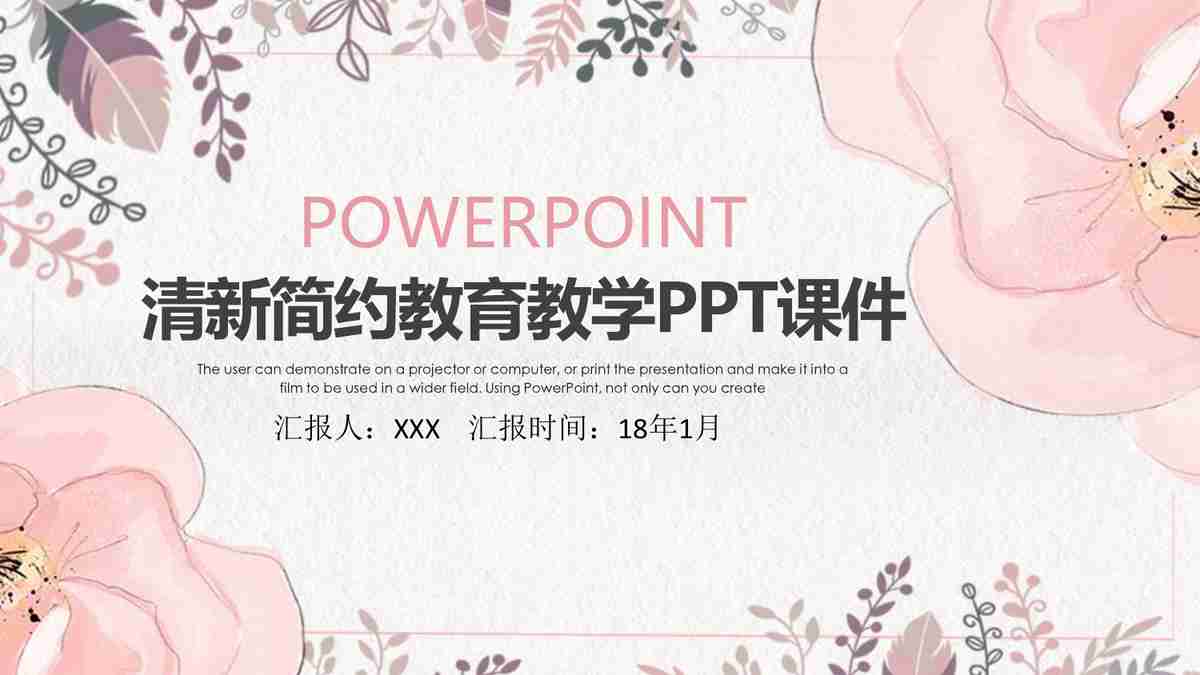 POWERPOINT
清新简约教育教学PPT课件
The user can demonstrate on a projector or computer, or print the presentation and make it into a
film to be used in a wider field. Using PowerPoint, not only can you create
汇报人：XXX 汇报时间：18年1月